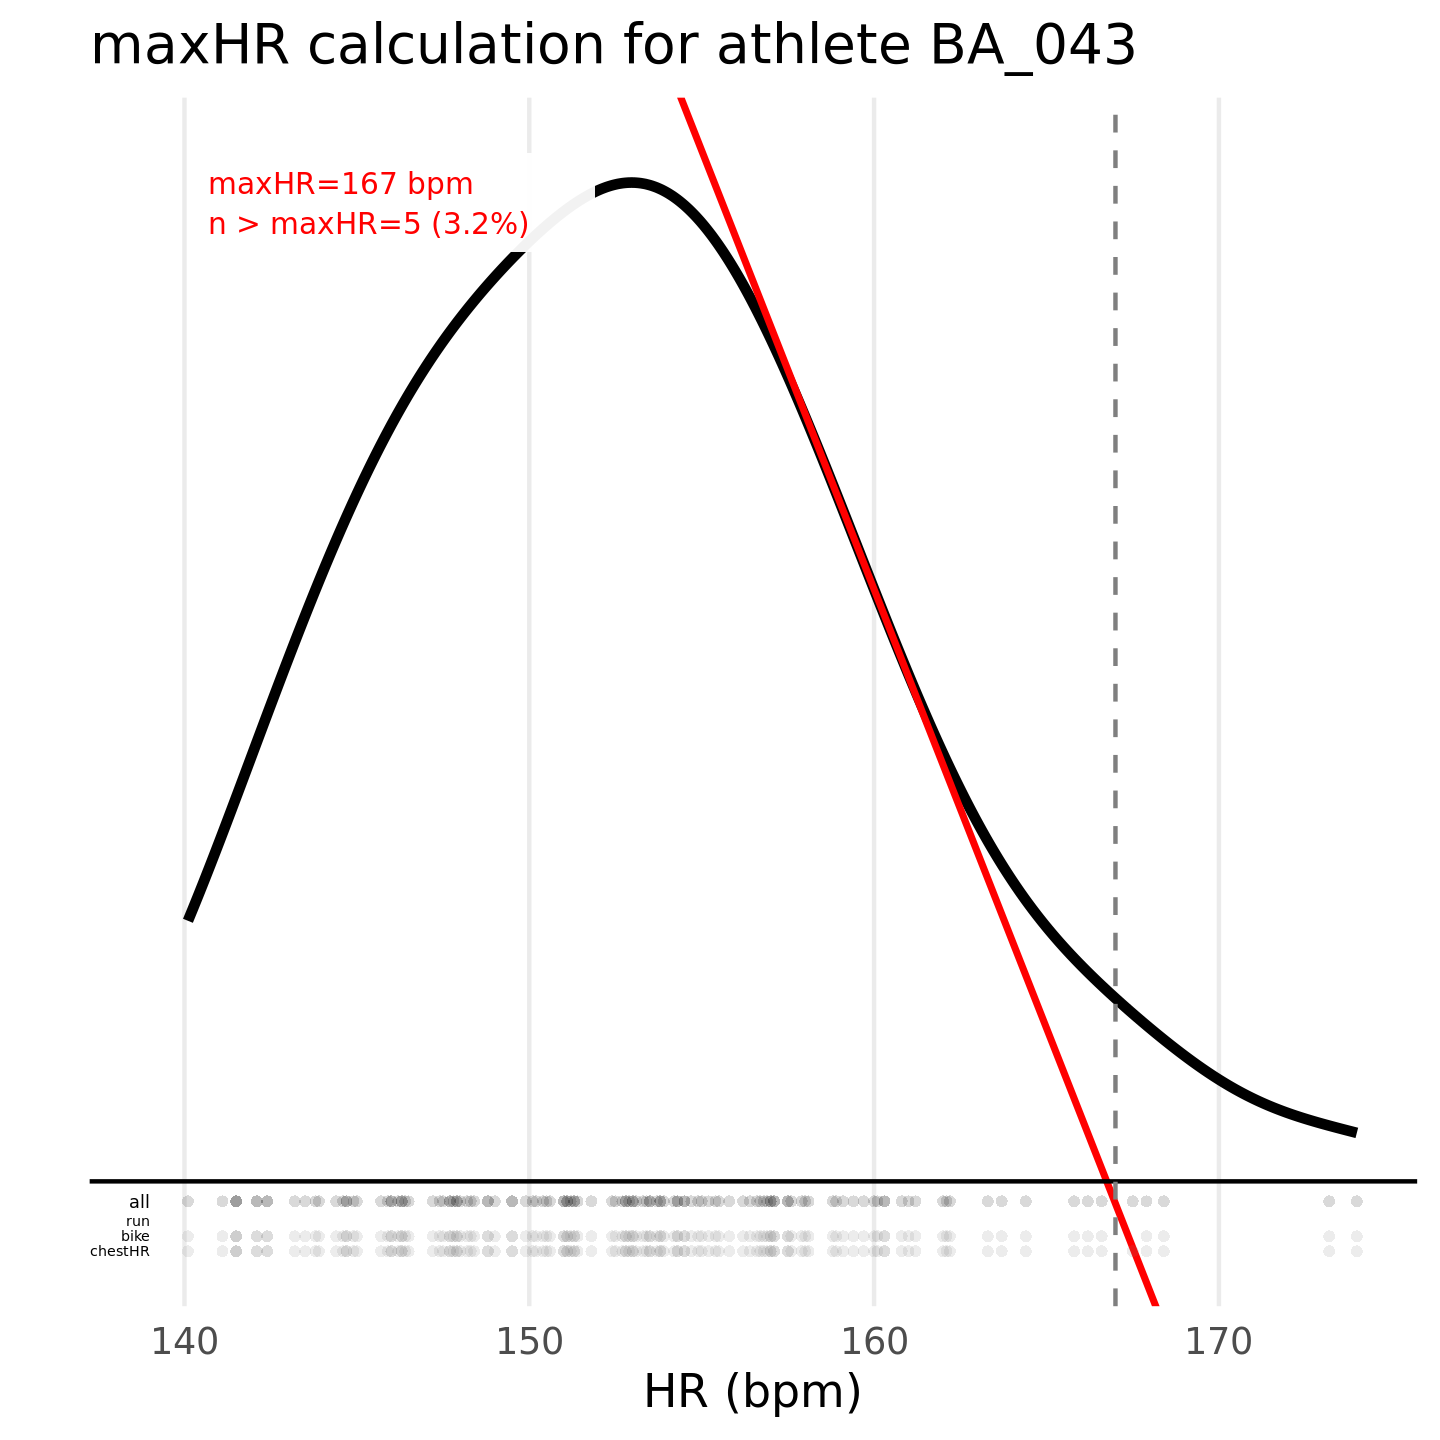 maxHR calculation for athlete BA_043
maxHR=167 bpm
n > maxHR=5 (3.2%)
all
run
bike
chestHR
140 150 160 170
HR (bpm)